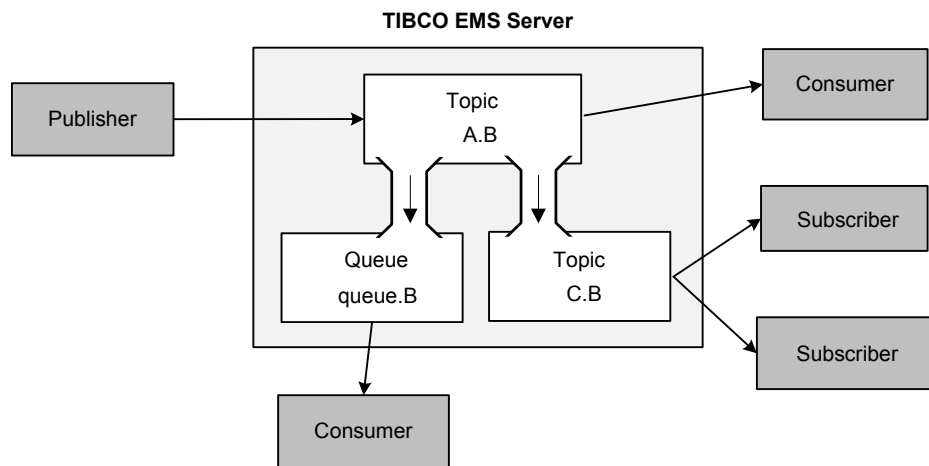 TIBCO EMS Server
Publisher
Topic
A.B
Consumer
Subscriber
Queue
queue.B
Topic
C.B
Subscriber
Consumer